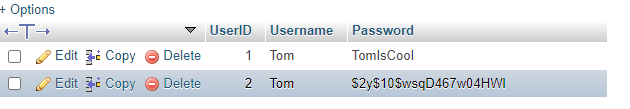 + Options
←T→ UserID Username Password
Edit Copy Delete 1 Tom TomIsCool
Edit Copy Delete 2 Tom $2y$10$wsqD467w04HWI